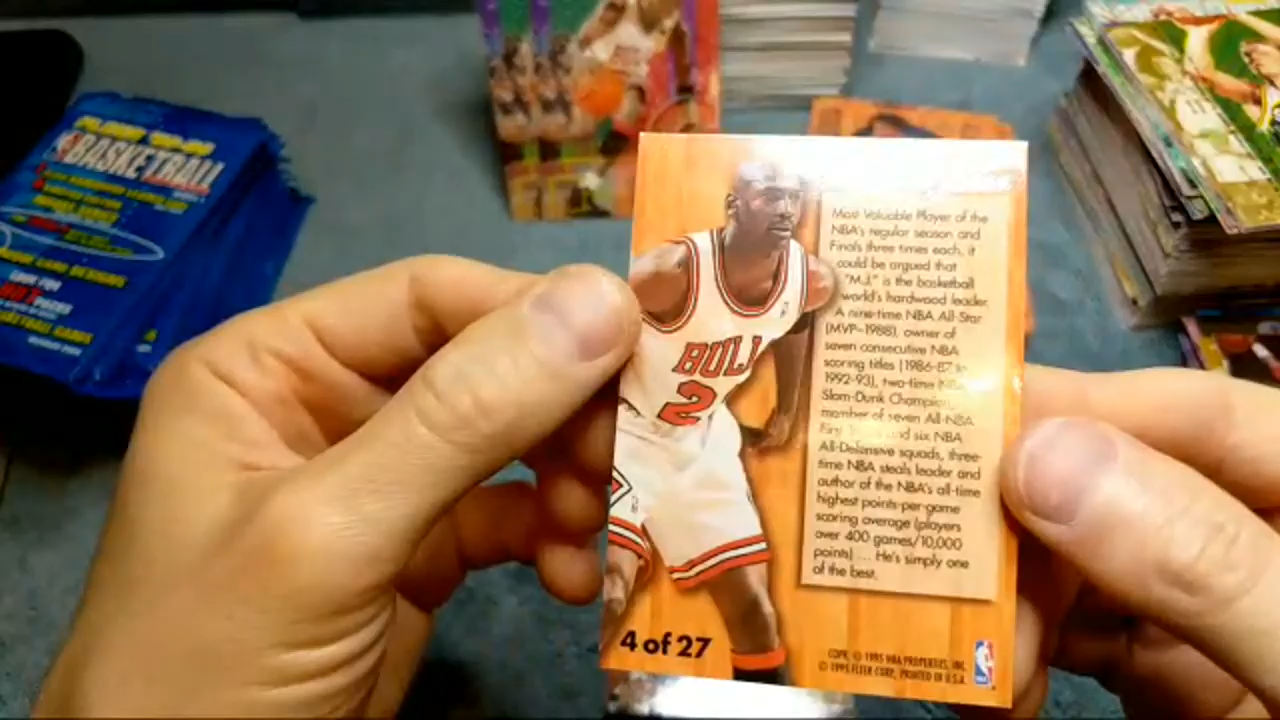 BASKETBALL
Most Valuable Player of the
NBA's regular season and
Finals three times each, it
could be argued that
"M.J." is the basketball
world's hardwood leader.
A nine-time NBA All-Star
(MVP-1988), owner of
seven consecutive NBA
scoring titles (1986-87 to
1992-93), two-time NBA
Slam-Dunk Champion,
member of seven All-NBA
First and six NBA
All-Defensive squads, three-
time NBA steals leader and
author of the NBA's all-time
highest points-per-game
scoring average (players
over 400 games/10,000
points) ... He's simply one
of the best.
BULL
2
4 of 27
COPR. © 1995 NBA PROPERTIES, INC.
© 1995 FLEER CORP., PRINTED IN U.S.A.